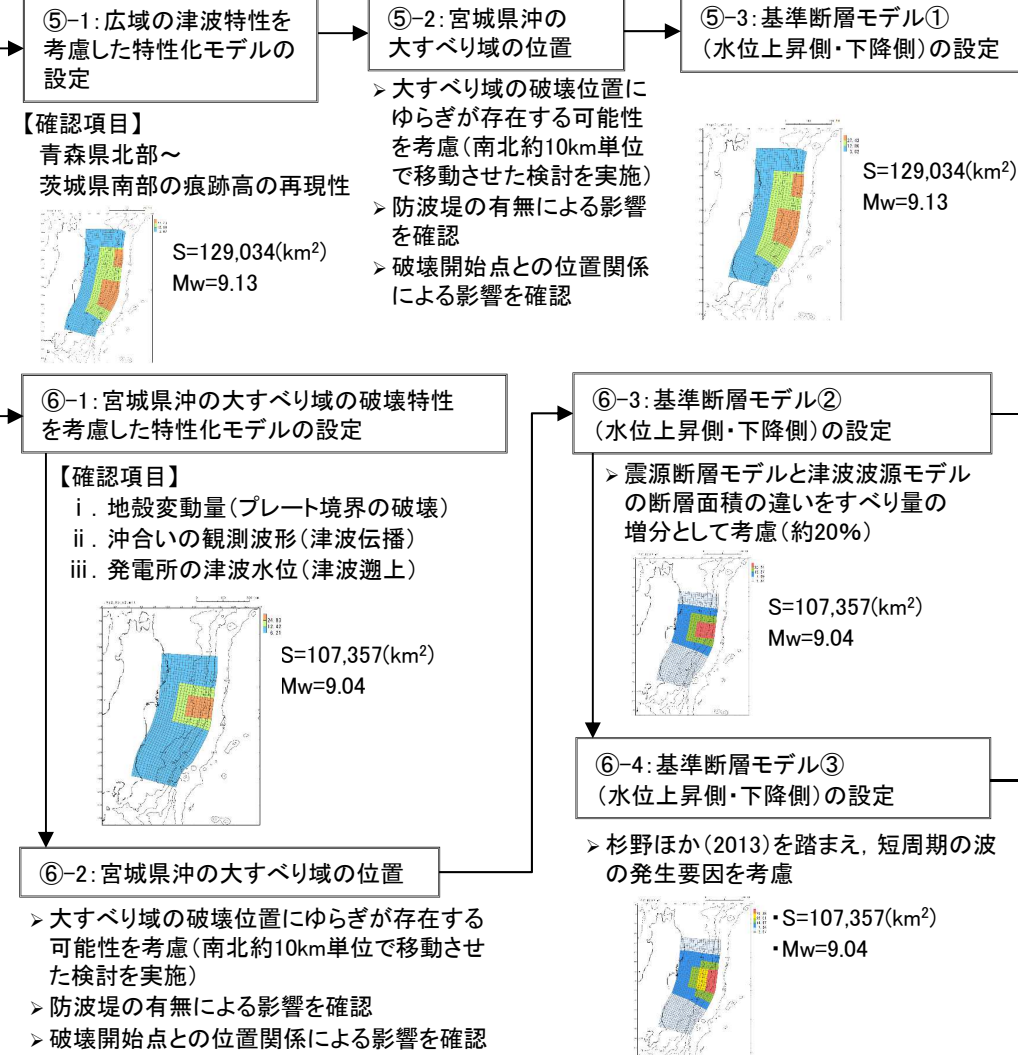 ⑤-1:広域の津波特性を
考慮した特性化モデルの
設定
【確認項目】
青森県北部～
茨城県南部の痕跡高の再現性
S=129,034(km²)
Mw=9.13
⑤-2:宮城県沖の
大すべり域の位置
➢大すべり域の破壊位置に
ゆらぎが存在する可能性
を考慮(南北約10km単位
で移動させた検討を実施)
➢防波堤の有無による影響
を確認
➢破壊開始点との位置関係
による影響を確認
⑤-3:基準断層モデル①
(水位上昇側・下降側)の設定
S=129,034(km²)
Mw=9.13
⑥-1:宮城県沖の大すべり域の破壊特性
を考慮した特性化モデルの設定
【確認項目】
ⅰ. 地殻変動量(プレート境界の破壊)
ⅱ. 沖合いの観測波形(津波伝播)
ⅲ. 発電所の津波水位(津波遡上)
S=107,357(km²)
Mw=9.04
⑥-2:宮城県沖の大すべり域の位置
➢大すべり域の破壊位置にゆらぎが存在する
可能性を考慮(南北約10km単位で移動させ
た検討を実施)
➢防波堤の有無による影響を確認
➢破壊開始点との位置関係による影響を確認
⑥-3:基準断層モデル②
(水位上昇側・下降側)の設定
➢震源断層モデルと津波波源モデル
の断層面積の違いをすべり量の
増分として考慮(約20%)
S=107,357(km²)
Mw=9.04
⑥-4:基準断層モデル③
(水位上昇側・下降側)の設定
➢杉野ほか(2013)を踏まえ, 短周期の波
の発生要因を考慮
・S=107,357(km²)
・Mw=9.04